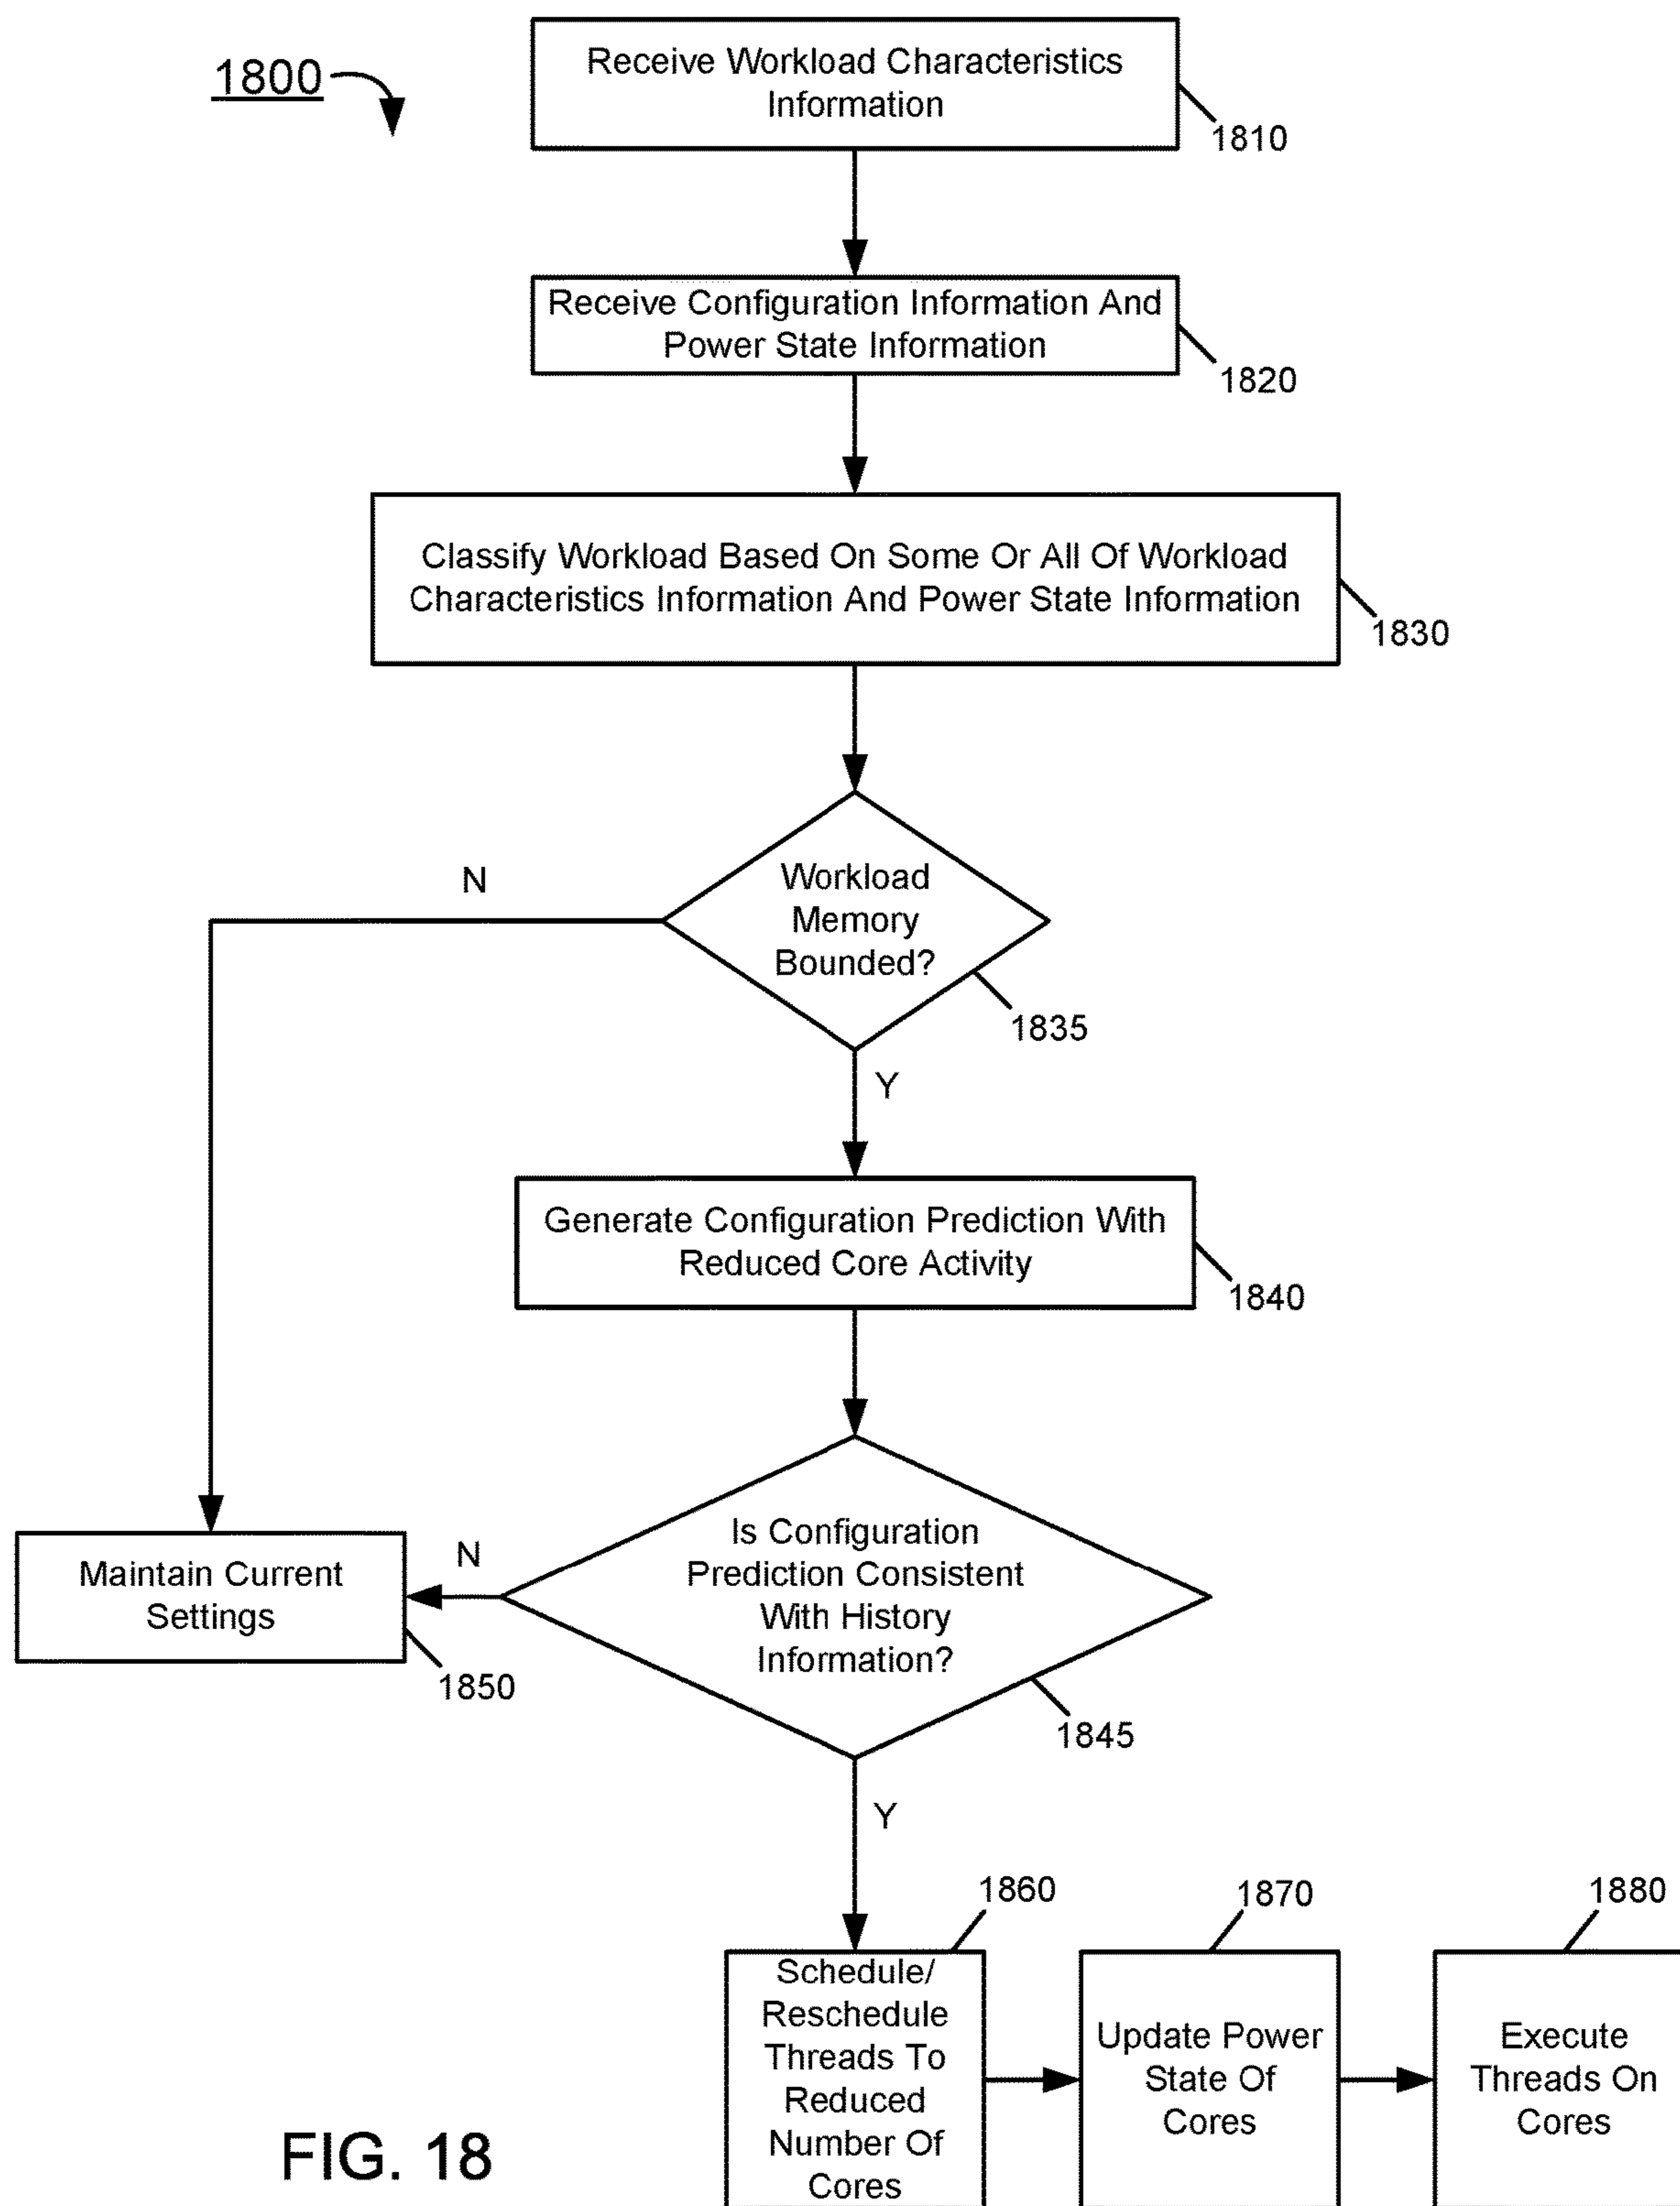 1800
Receive Workload Characteristics
Information
1810
Receive Configuration Information And
Power State Information
1820
Classify Workload Based On Some Or All Of Workload
Characteristics Information And Power State Information
1830
Workload
Memory
Bounded?
1835
N
Y
Generate Configuration Prediction With
Reduced Core Activity
1840
Is Configuration
Prediction Consistent
With History
Information?
1845
N
Maintain Current
Settings
1850
Y
1860
Schedule/
Reschedule
Threads To
Reduced
Number Of
Cores
1870
Update Power
State Of
Cores
1880
Execute
Threads On
Cores
FIG. 18